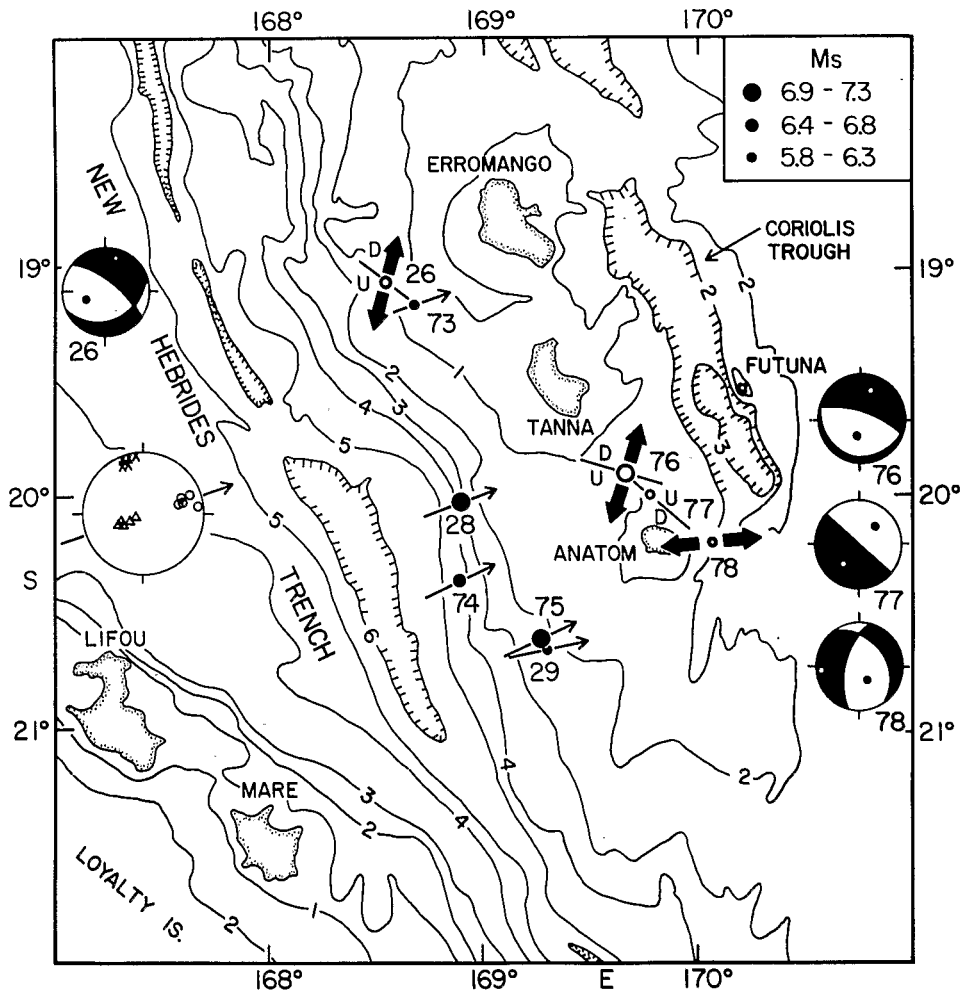 168°
169°
170°
Ms
6.9 - 7.3
6.4 - 6.8
5.8 - 6.3
NEW
ERROMANGO
CORIOLIS
TROUGH
D
26
U
19°
19°
73
2
2
26
HEBRIDES
2
1
FUTUNA
3
4
TANNA
3
5
D
76
U
76
20°
20°
U
77
28
5
D
ANATOM
78
77
S
74
TRENCH
75
LIFOU
6
29
78
21°
21°
4
2
MARE
3
4
2
LOYALTY IS.
1
2
168°
169°
E
170°